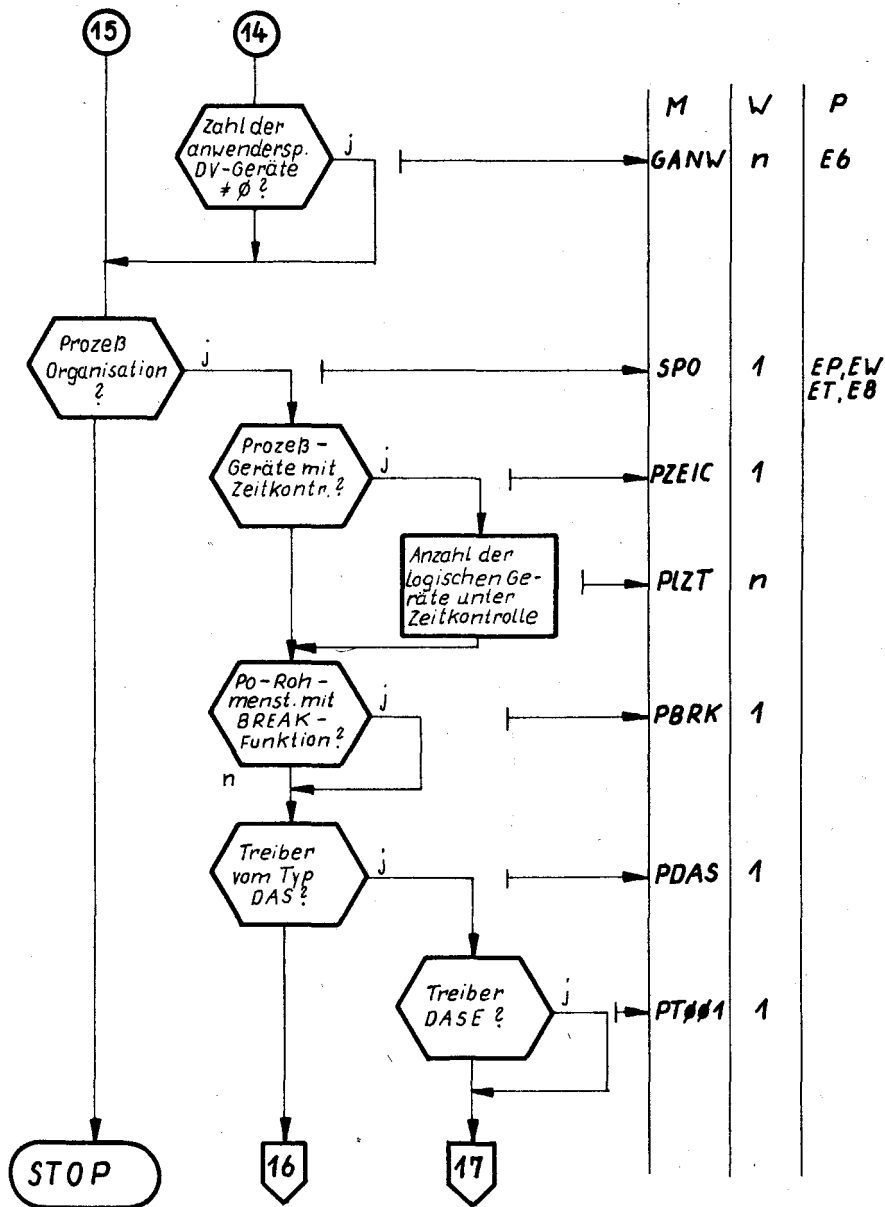 15
14
M W P
Zahl der
anwendersp.
DV-Geräte
≠ ø ?
j
GANW n E6
Prozeß
Organisation
?
j
SPO 1 EP, EW
ET, E8
Prozeß-
Geräte mit
Zeitkontr.?
j
PZEIC 1
Anzahl der
Logischen Ge-
räte unter
Zeitkontrolle
PLZT n
Po-Roh-
menst. mit
BREAK-
Funktion?
j
n
PBRK 1
Treiber
vom Typ
DAS?
j
PDAS 1
Treiber
DASE ?
j
PTøø1 1
STOP
16
17